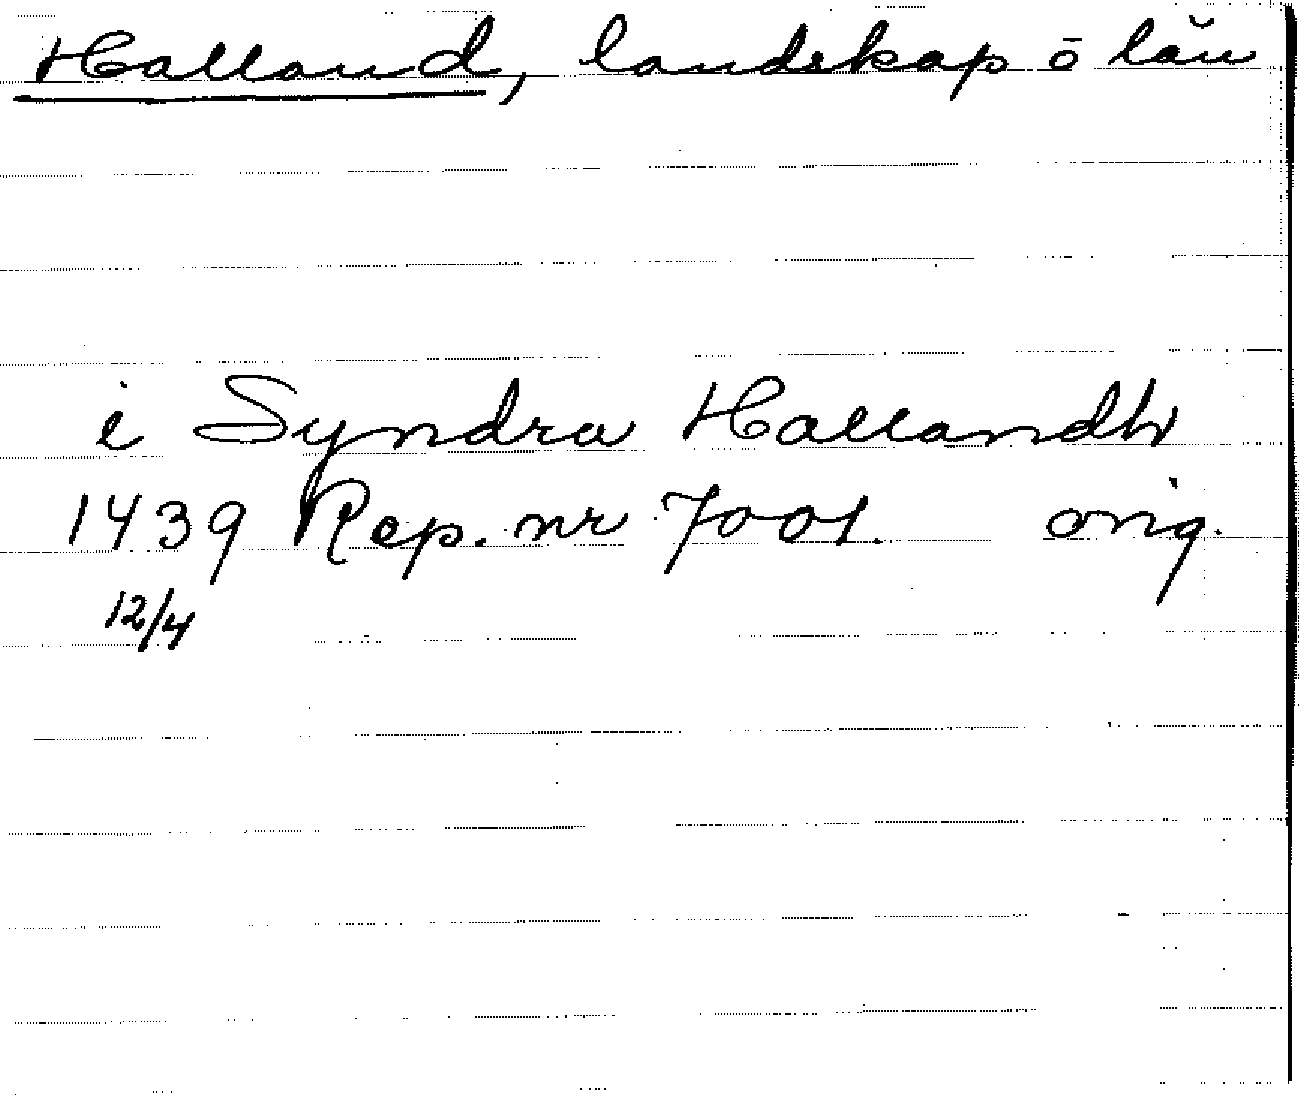 Halland, landskap ō län
i Syndra Hallandh
1439 Rep. nr 7001. orig.
12/4